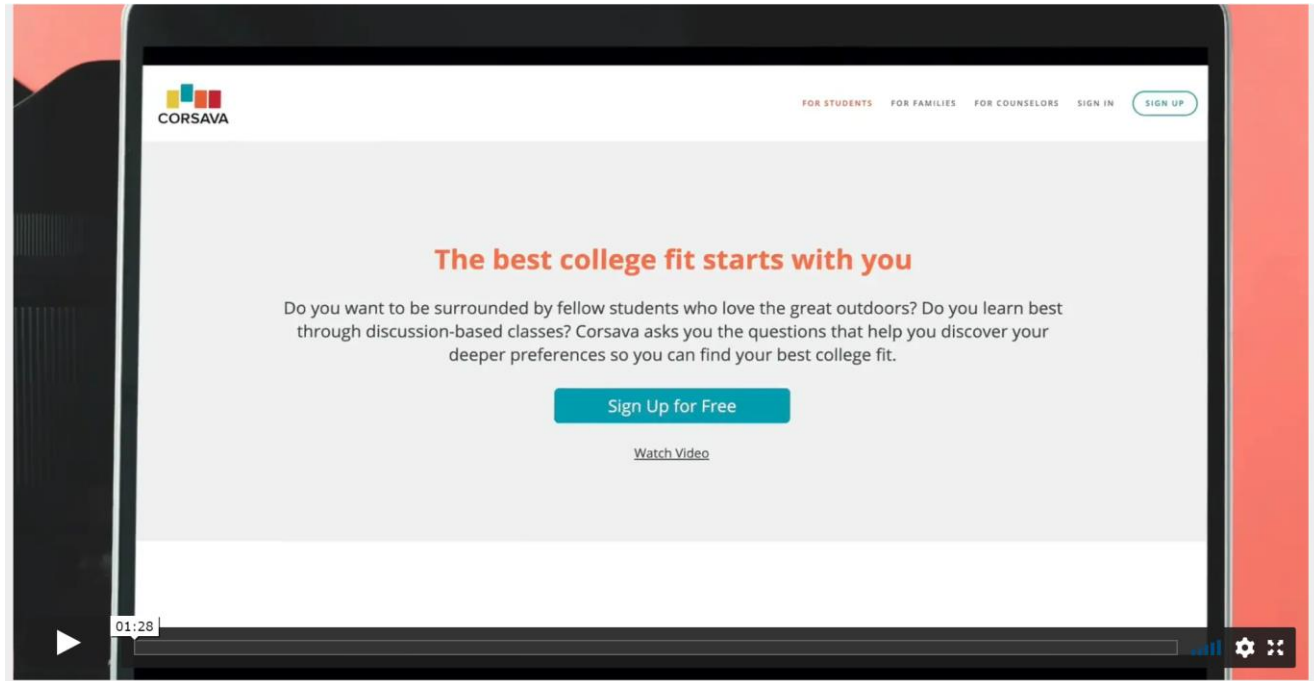 CORSAVA
FOR STUDENTS FOR FAMILIES FOR COUNSELORS SIGN IN SIGN UP
The best college fit starts with you
Do you want to be surrounded by fellow students who love the great outdoors? Do you learn best
through discussion-based classes? Corsava asks you the questions that help you discover your
deeper preferences so you can find your best college fit.
Sign Up for Free
Watch Video
01:28